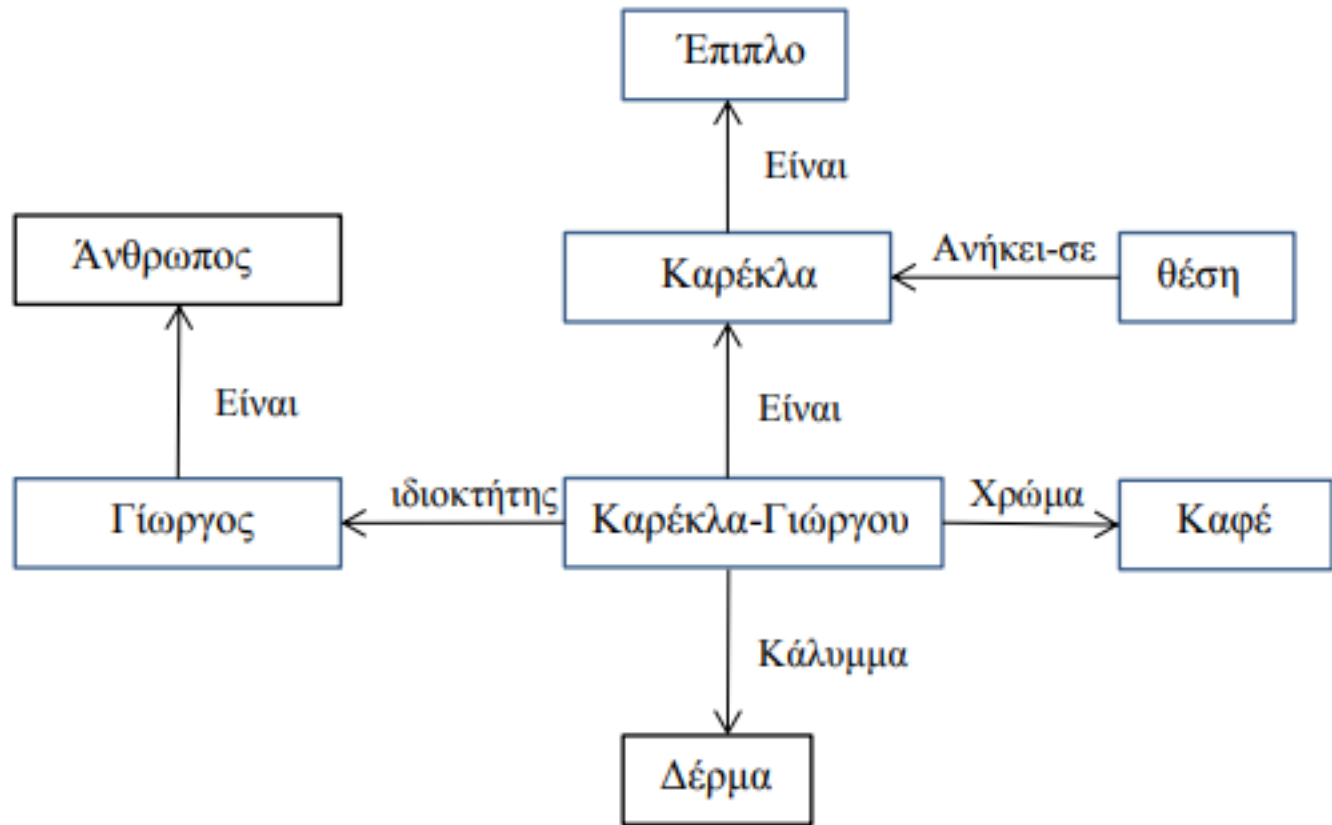 Έπιπλο
Είναι
Άνθρωπος
Καρέκλα
Ανήκει-σε
θέση
Είναι
Είναι
Γίωργος
ιδιοκτήτης
Καρέκλα-Γιώργου
Χρώμα
Καφέ
Κάλυμμα
Δέρμα